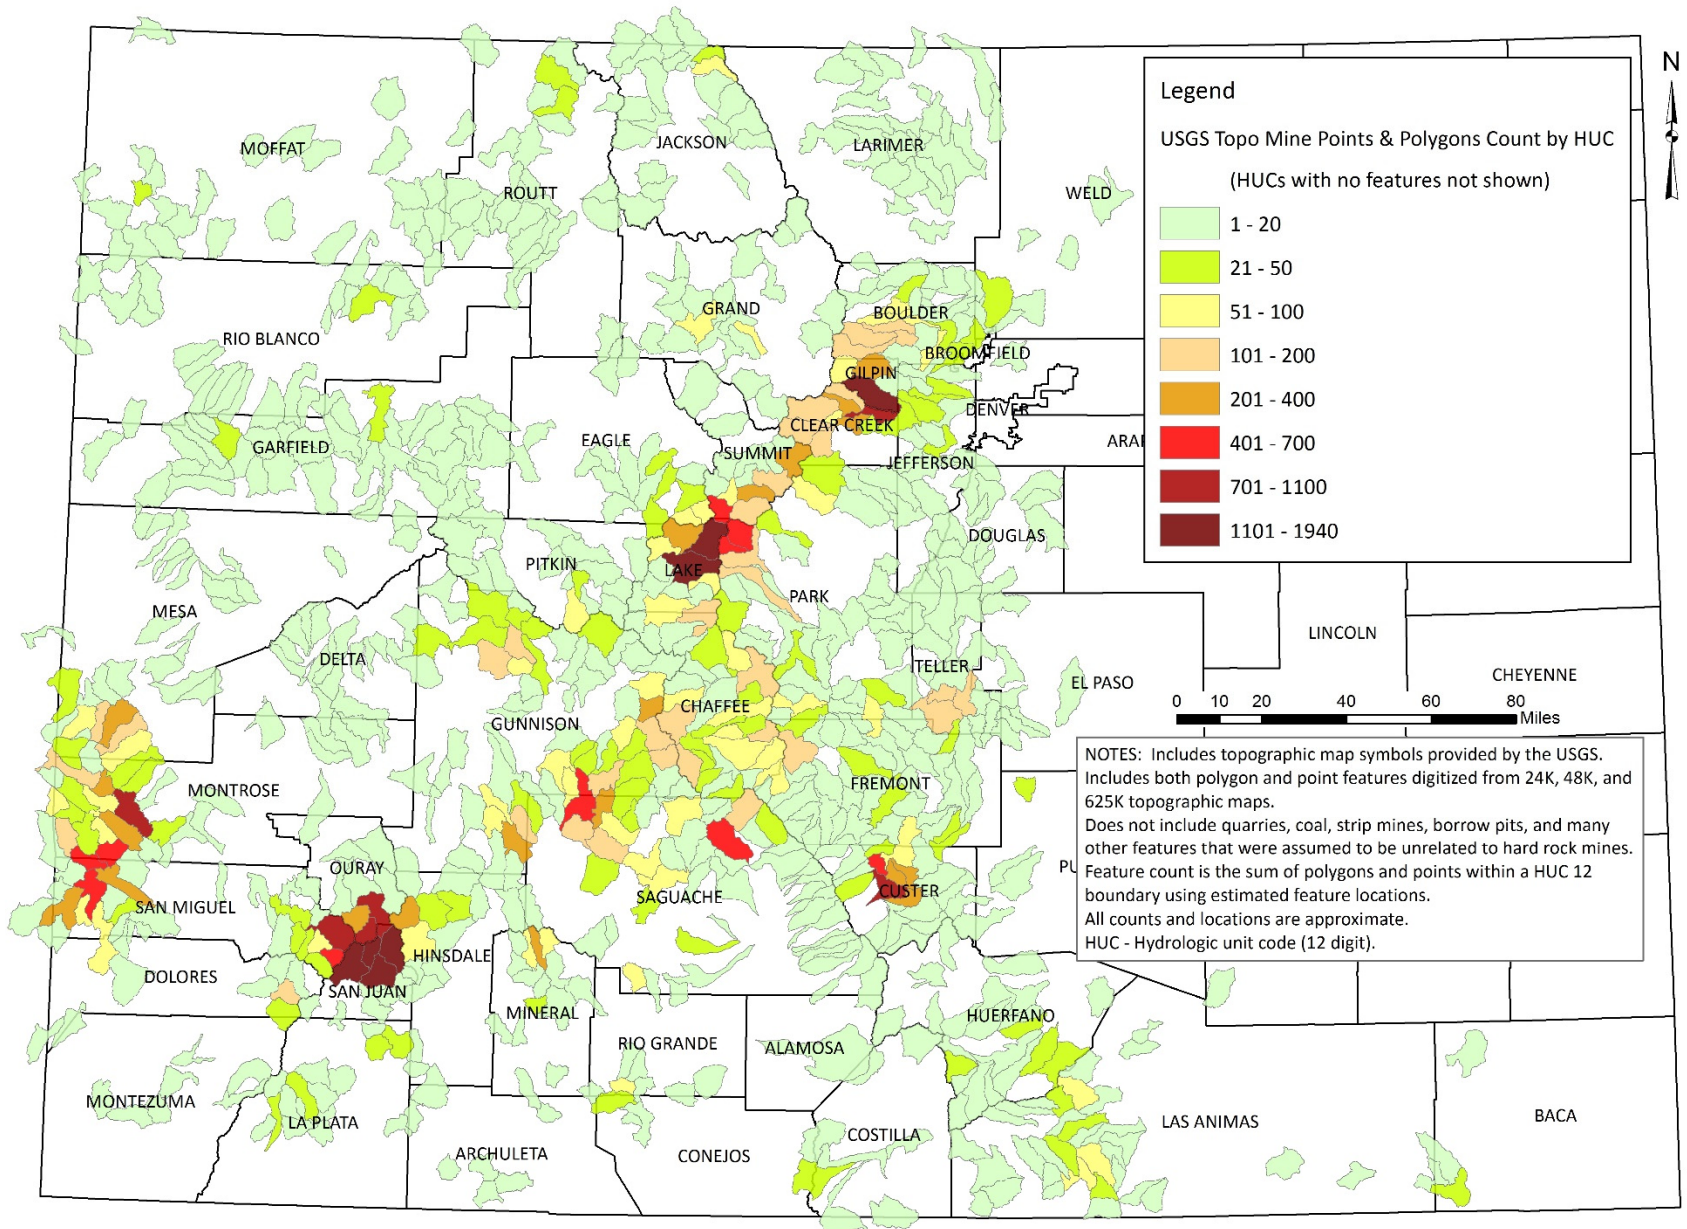 N
Legend
USGS Topo Mine Points & Polygons Count by HUC
(HUCs with no features not shown)
1 - 20
21 - 50
51 - 100
101 - 200
201 - 400
401 - 700
701 - 1100
1101 - 1940
MOFFAT
ROUTT
JACKSON
LARIMER
WELD
RIO BLANCO
GRAND
BOULDER
BROOMFIELD
GILPIN
DENVER
CLEAR CREEK
ARAP
GARFIELD
EAGLE
SUMMIT
JEFFERSON
DOUGLAS
PITKIN
LAKE
PARK
MESA
LINCOLN
DELTA
TELLER
EL PASO
CHEYENNE
GUNNISON
CHAFFEE
0 10 20 40 60 80
Miles
MONTROSE
FREMONT
NOTES: Includes topographic map symbols provided by the USGS.
Includes both polygon and point features digitized from 24K, 48K, and
625K topographic maps.
Does not include quarries, coal, strip mines, borrow pits, and many
other features that were assumed to be unrelated to hard rock mines.
Feature count is the sum of polygons and points within a HUC 12
boundary using estimated feature locations.
All counts and locations are approximate.
HUC - Hydrologic unit code (12 digit).
OURAY
PU
SAN MIGUEL
SAGUACHE
CUSTER
HINSDALE
DOLORES
SAN JUAN
MINERAL
HUERFANO
RIO GRANDE
ALAMOSA
MONTEZUMA
LA PLATA
LAS ANIMAS
BACA
COSTILLA
ARCHULETA
CONEJOS